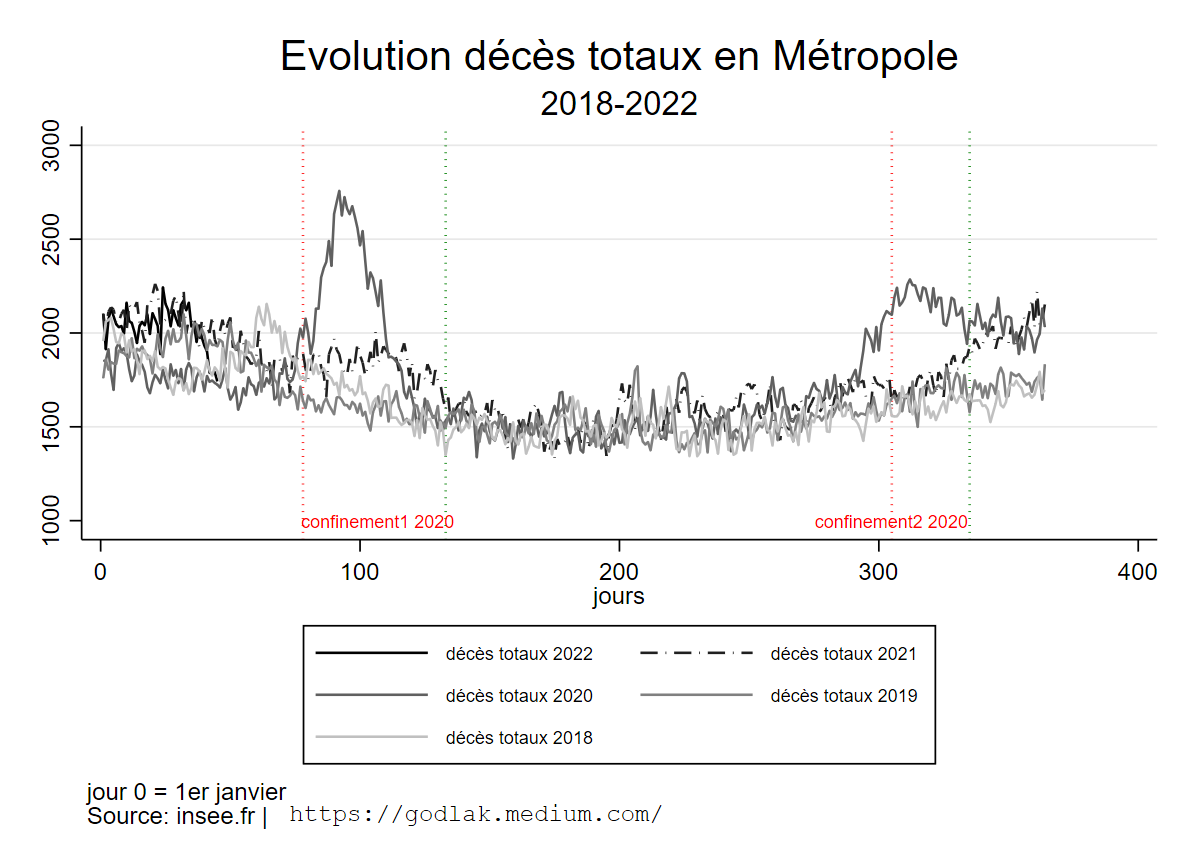 Evolution décès totaux en Métropole
2018-2022
3000
2500
2000
1500
1000
confinement1 2020
confinement2 2020
0
100
200
300
400
jours
décès totaux 2022
décès totaux 2021
décès totaux 2020
décès totaux 2019
décès totaux 2018
jour 0 = 1er janvier
Source: insee.fr | https://godlak.medium.com/